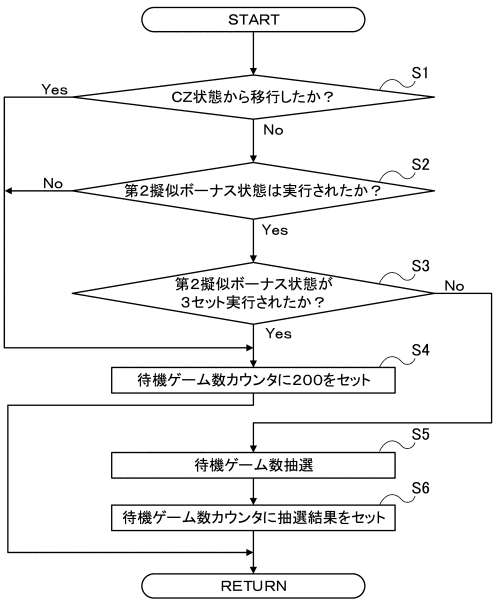 START
S1
CZ状態から移行したか？
Yes
No
S2
第2擬似ボーナス状態は実行されたか？
No
Yes
S3
第2擬似ボーナス状態が
3セット実行されたか？
No
Yes
S4
待機ゲーム数カウンタに200をセット
S5
待機ゲーム数抽選
S6
待機ゲーム数カウンタに抽選結果をセット
RETURN